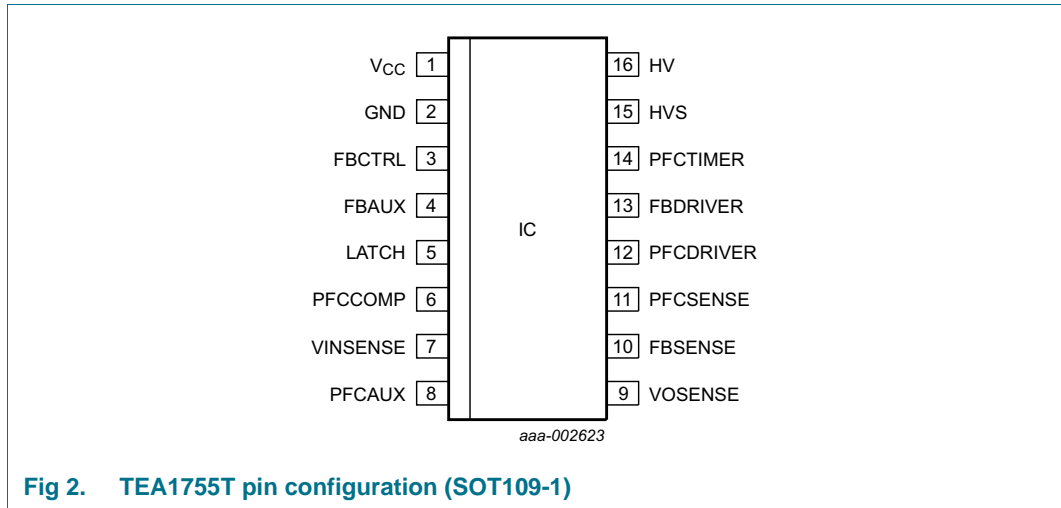 VCC 1
GND 2
FBCTRL 3
FBAUX 4
LATCH 5
PFCCOMP 6
VINSENSE 7
PFCAUX 8
IC
16 HV
15 HVS
14 PFCTIMER
13 FBDRIVER
12 PFCDRIVER
11 PFCSENSE
10 FBSENSE
9 VOSENSE
aaa-002623
Fig 2. TEA1755T pin configuration (SOT109-1)